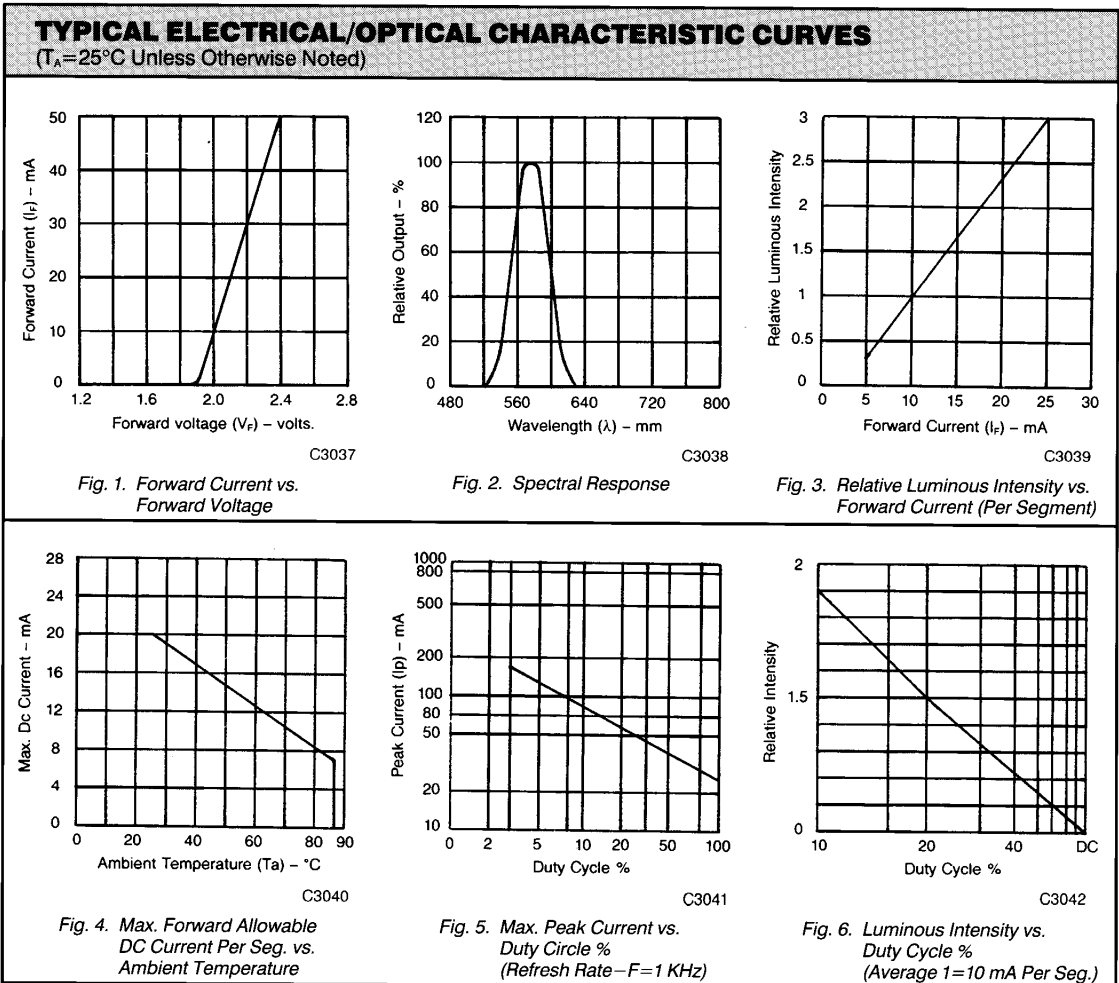 TYPICAL ELECTRICAL/OPTICAL CHARACTERISTIC CURVES
(TA=25°C Unless Otherwise Noted)
Forward Current (IF) – mA
50
40
30
20
10
0
1.2 1.6 2.0 2.4 2.8
Forward voltage (VF) – volts.
C3037
Fig. 1. Forward Current vs.
Forward Voltage
Relative Output – %
120
100
80
60
40
20
0
480 560 640 720 800
Wavelength (λ) – mm
C3038
Fig. 2. Spectral Response
Relative Luminous Intensity
3
2.5
2
1.5
1
0.5
0
0 5 10 15 20 25 30
Forward Current (IF) – mA
C3039
Fig. 3. Relative Luminous Intensity vs.
Forward Current (Per Segment)
Max. Dc Current – mA
28
24
20
16
12
8
4
0
0 20 40 60 80 90
Ambient Temperature (Ta) – °C
C3040
Fig. 4. Max. Forward Allowable
DC Current Per Seg. vs.
Ambient Temperature
Peak Current (Ip) – mA
1000
800
500
200
100
80
50
20
10
0 2 5 10 20 50 100
Duty Cycle %
C3041
Fig. 5. Max. Peak Current vs.
Duty Circle %
(Refresh Rate–F=1 KHz)
Relative Intensity
2
1.5
0
10 20 40 DC
Duty Cycle %
C3042
Fig. 6. Luminous Intensity vs.
Duty Cycle %
(Average 1=10 mA Per Seg.)